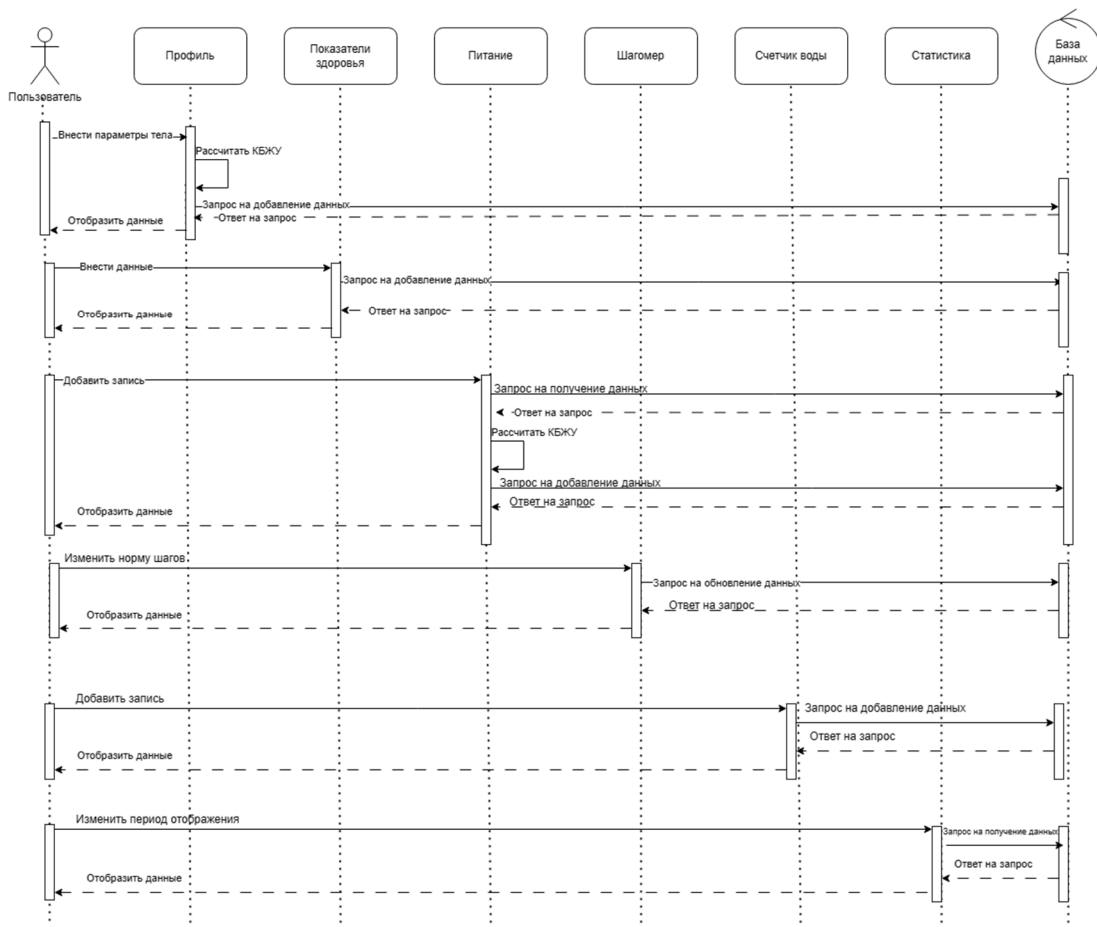 Пользователь
Профиль
Показатели
здоровья
Питание
Шагомер
Счетчик воды
Статистика
База
данных
Внести параметры тела
Рассчитать КБЖУ
Запрос на добавление данных
Ответ на запрос
Отобразить данные
Внести данные
Запрос на добавление данных
Ответ на запрос
Отобразить данные
Добавить запись
Запрос на получение данных
Ответ на запрос
Рассчитать КБЖУ
Запрос на добавление данных
Ответ на запрос
Отобразить данные
Изменить норму шагов
Запрос на обновление данных
Ответ на запрос
Отобразить данные
Добавить запись
Запрос на добавление данных
Ответ на запрос
Отобразить данные
Изменить период отображения
Запрос на получение данных
Ответ на запрос
Отобразить данные